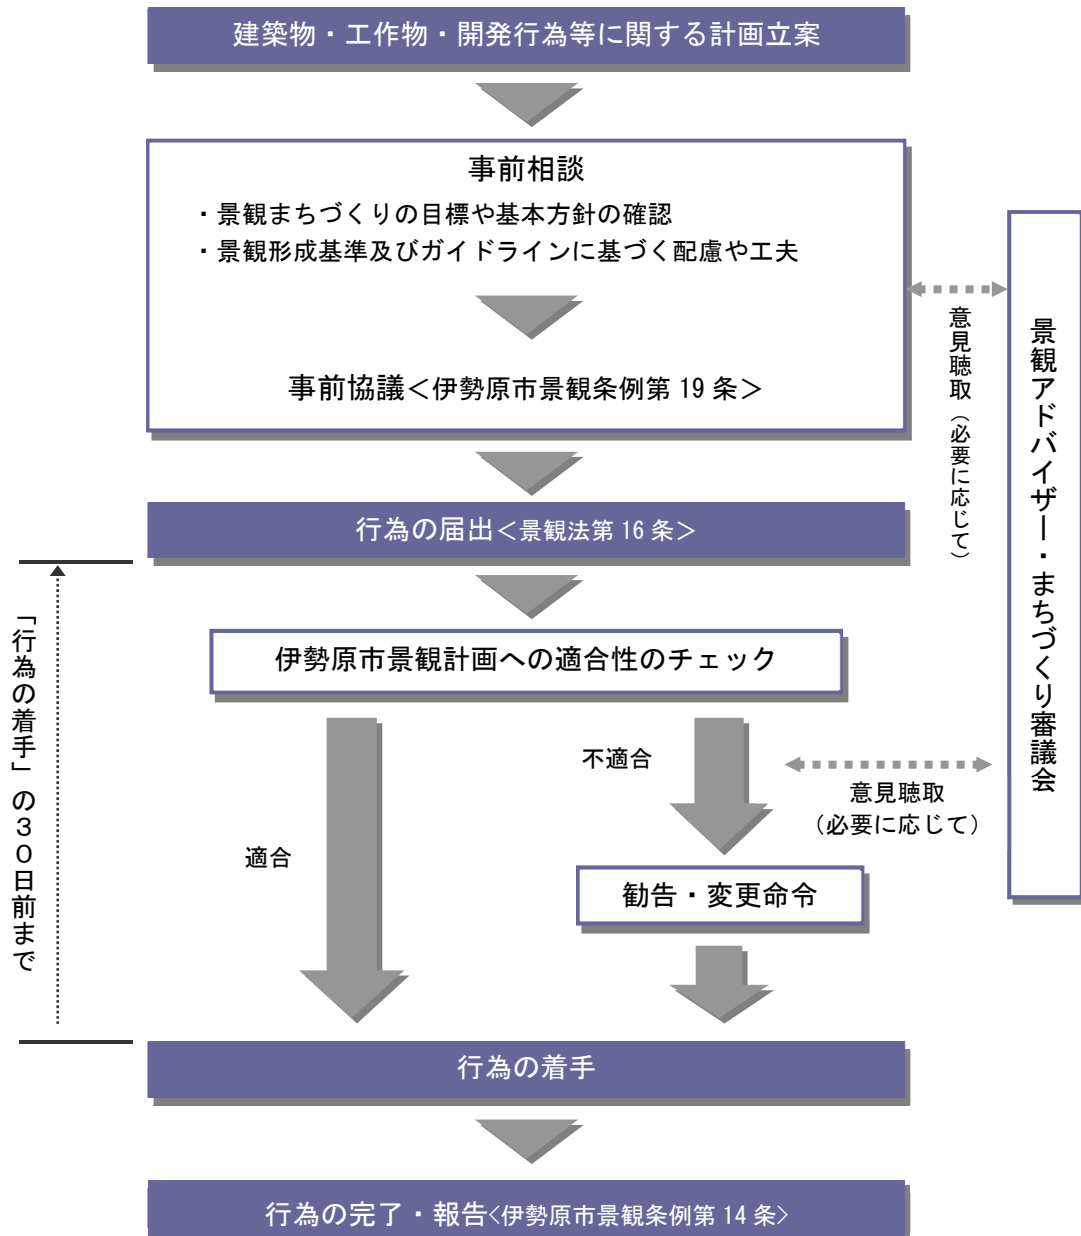 建築物・工作物・開発行為等に関する計画立案
事前相談
・景観まちづくりの目標や基本方針の確認
・景観形成基準及びガイドラインに基づく配慮や工夫
事前協議＜伊勢原市景観条例第 19 条＞
意見聴取（必要に応じて）
景観アドバイザー・まちづくり審議会
行為の届出＜景観法第 16 条＞
「行為の着手」の３０日前まで
伊勢原市景観計画への適合性のチェック
不適合
意見聴取
（必要に応じて）
適合
勧告・変更命令
行為の着手
行為の完了・報告<伊勢原市景観条例第 14 条>